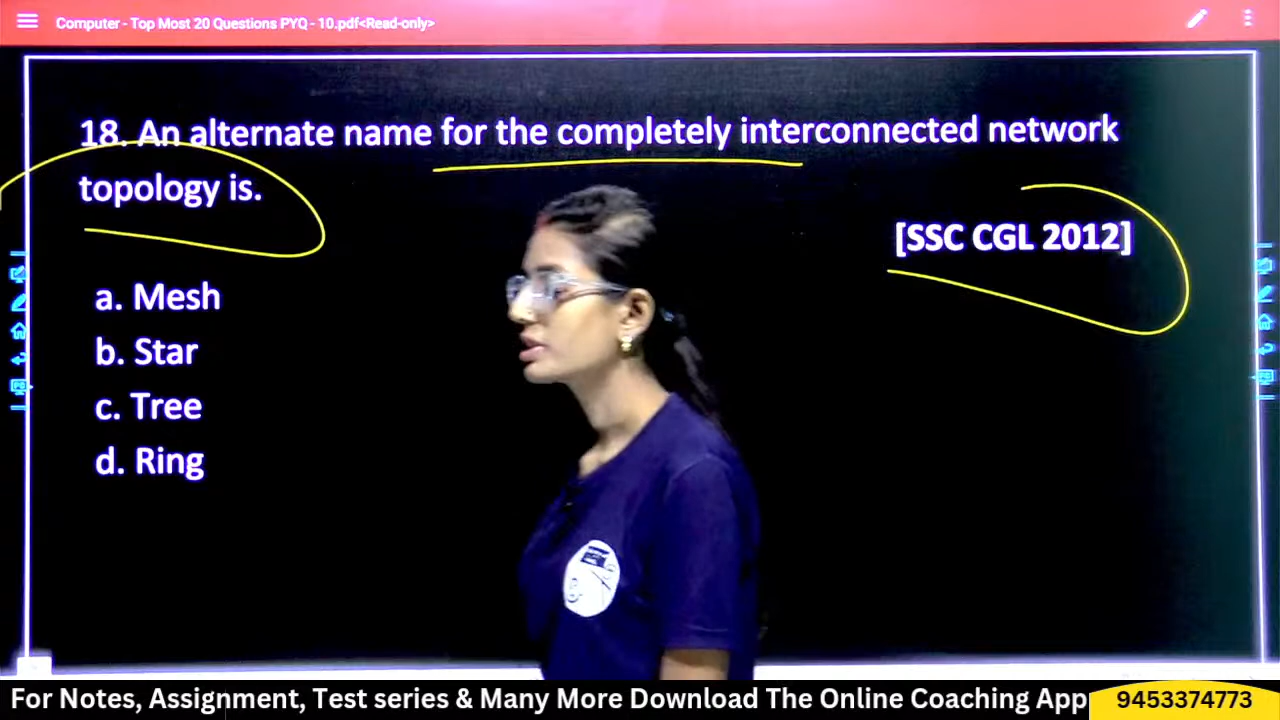 Computer - Top Most 20 Questions PYQ - 10.pdf<Read-only>
18. An alternate name for the completely interconnected network
topology is.
[SSC CGL 2012]
a. Mesh
b. Star
c. Tree
d. Ring
For Notes, Assignment, Test series & Many More Download The Online Coaching App
9453374773